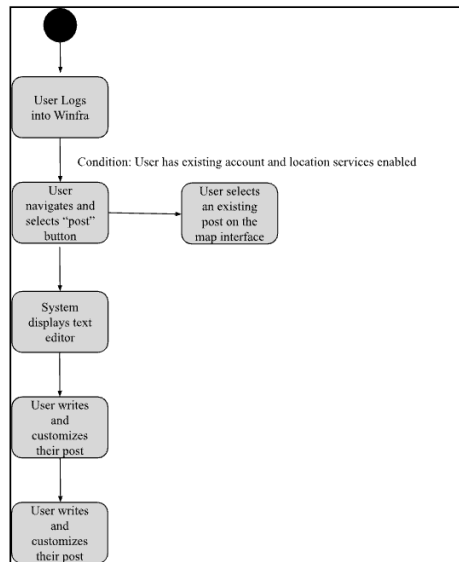 User Logs
into Winfra
Condition: User has existing account and location services enabled
User
navigates and
selects “post”
button
User selects
an existing
post on the
map interface
System
displays text
editor
User writes
and
customizes
their post
User writes
and
customizes
their post